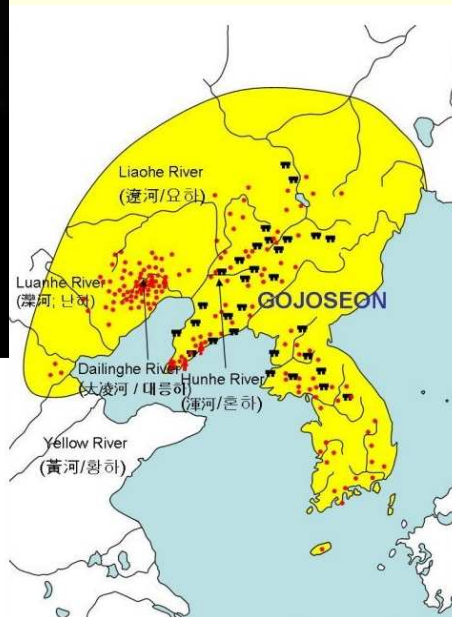 Liaohe River
(遼河/요하)
Luanhe River
(灤河; 난하)
GOJOSEON
Dailinghe River
(大凌河 / 대릉하)
Hunhe River
(渾河/혼하)
Yellow River
(黃河/황하)